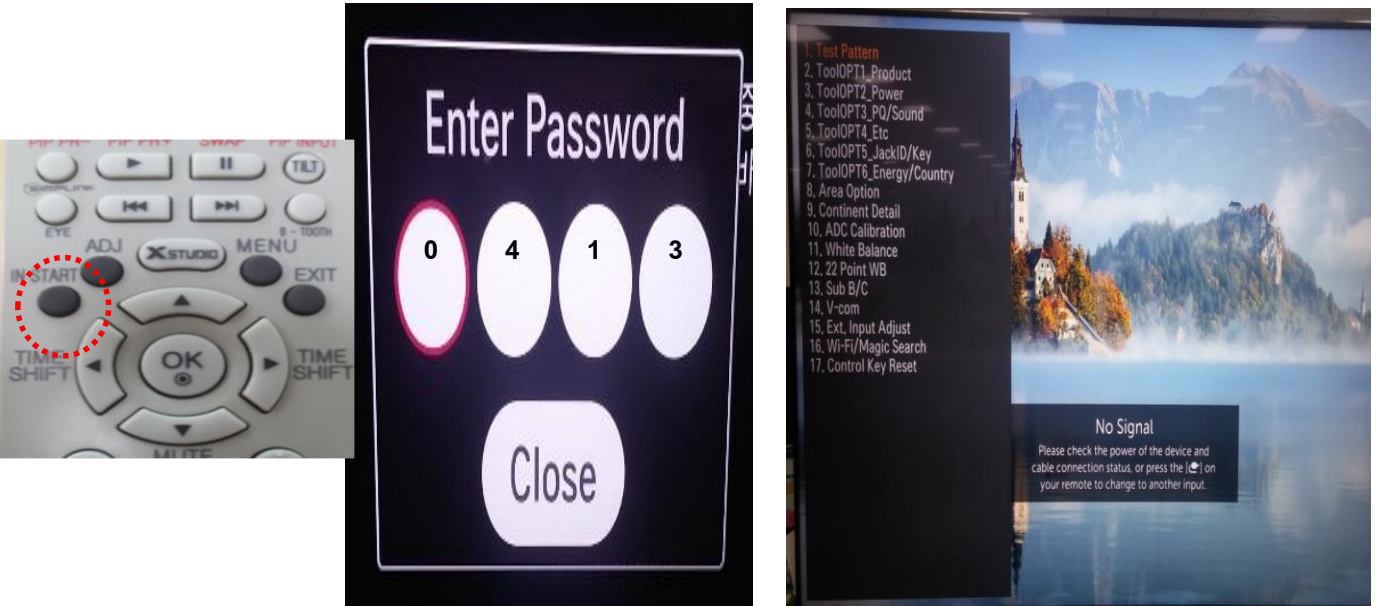 PIP PR- PIP PR+ SWAP PIP INPUT
TILT
SIMPLINK
EYE
B - TOOTH
ADJ
X STUDIO
MENU
IN START
EXIT
TIME SHIFT
OK
TIME SHIFT
MUTE
Enter Password
0 4 1 3
Close
1. Test Pattern
2. ToolOPT1_Product
3. ToolOPT2_Power
4. ToolOPT3_PQ/Sound
5. ToolOPT4_Etc
6. ToolOPT5_JackID/Key
7. ToolOPT6_Energy/Country
8. Area Option
9. Continent Detail
10. ADC Calibration
11. White Balance
12. 22 Point WB
13. Sub B/C
14. V-com
15. Ext. Input Adjust
16. Wi-Fi/Magic Search
17. Control Key Reset
No Signal
Please check the power of the device and
cable connection status, or press the [ ] on
your remote to change to another input.